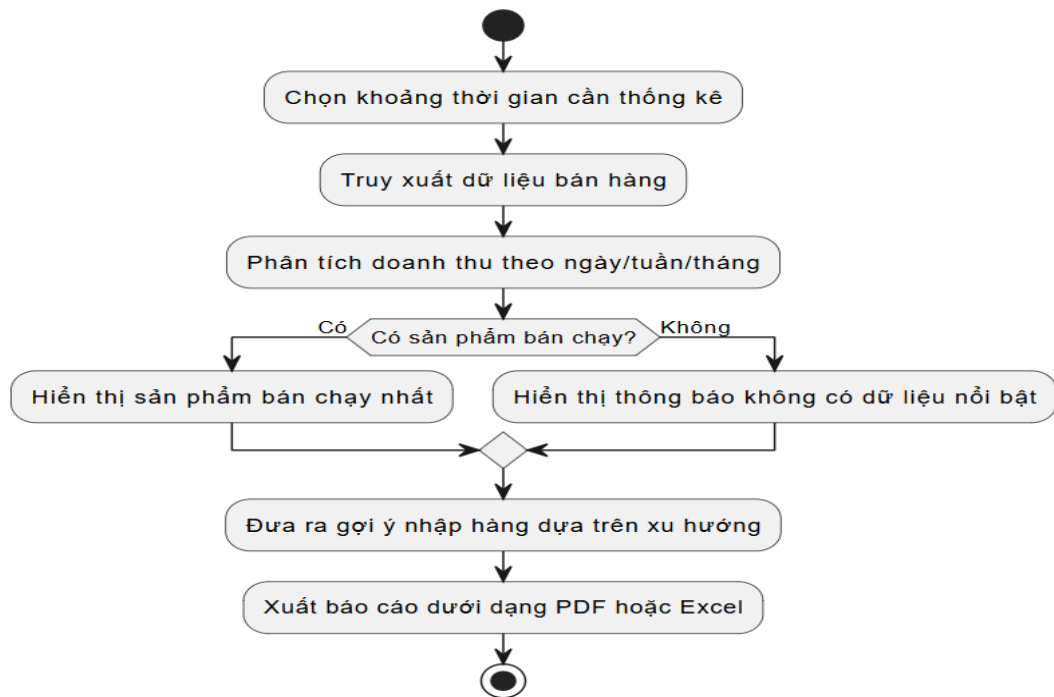 Chọn khoảng thời gian cần thống kê
Truy xuất dữ liệu bán hàng
Phân tích doanh thu theo ngày/tuần/tháng
Có
Có sản phẩm bán chạy?
Không
Hiển thị sản phẩm bán chạy nhất
Hiển thị thông báo không có dữ liệu nổi bật
Đưa ra gợi ý nhập hàng dựa trên xu hướng
Xuất báo cáo dưới dạng PDF hoặc Excel